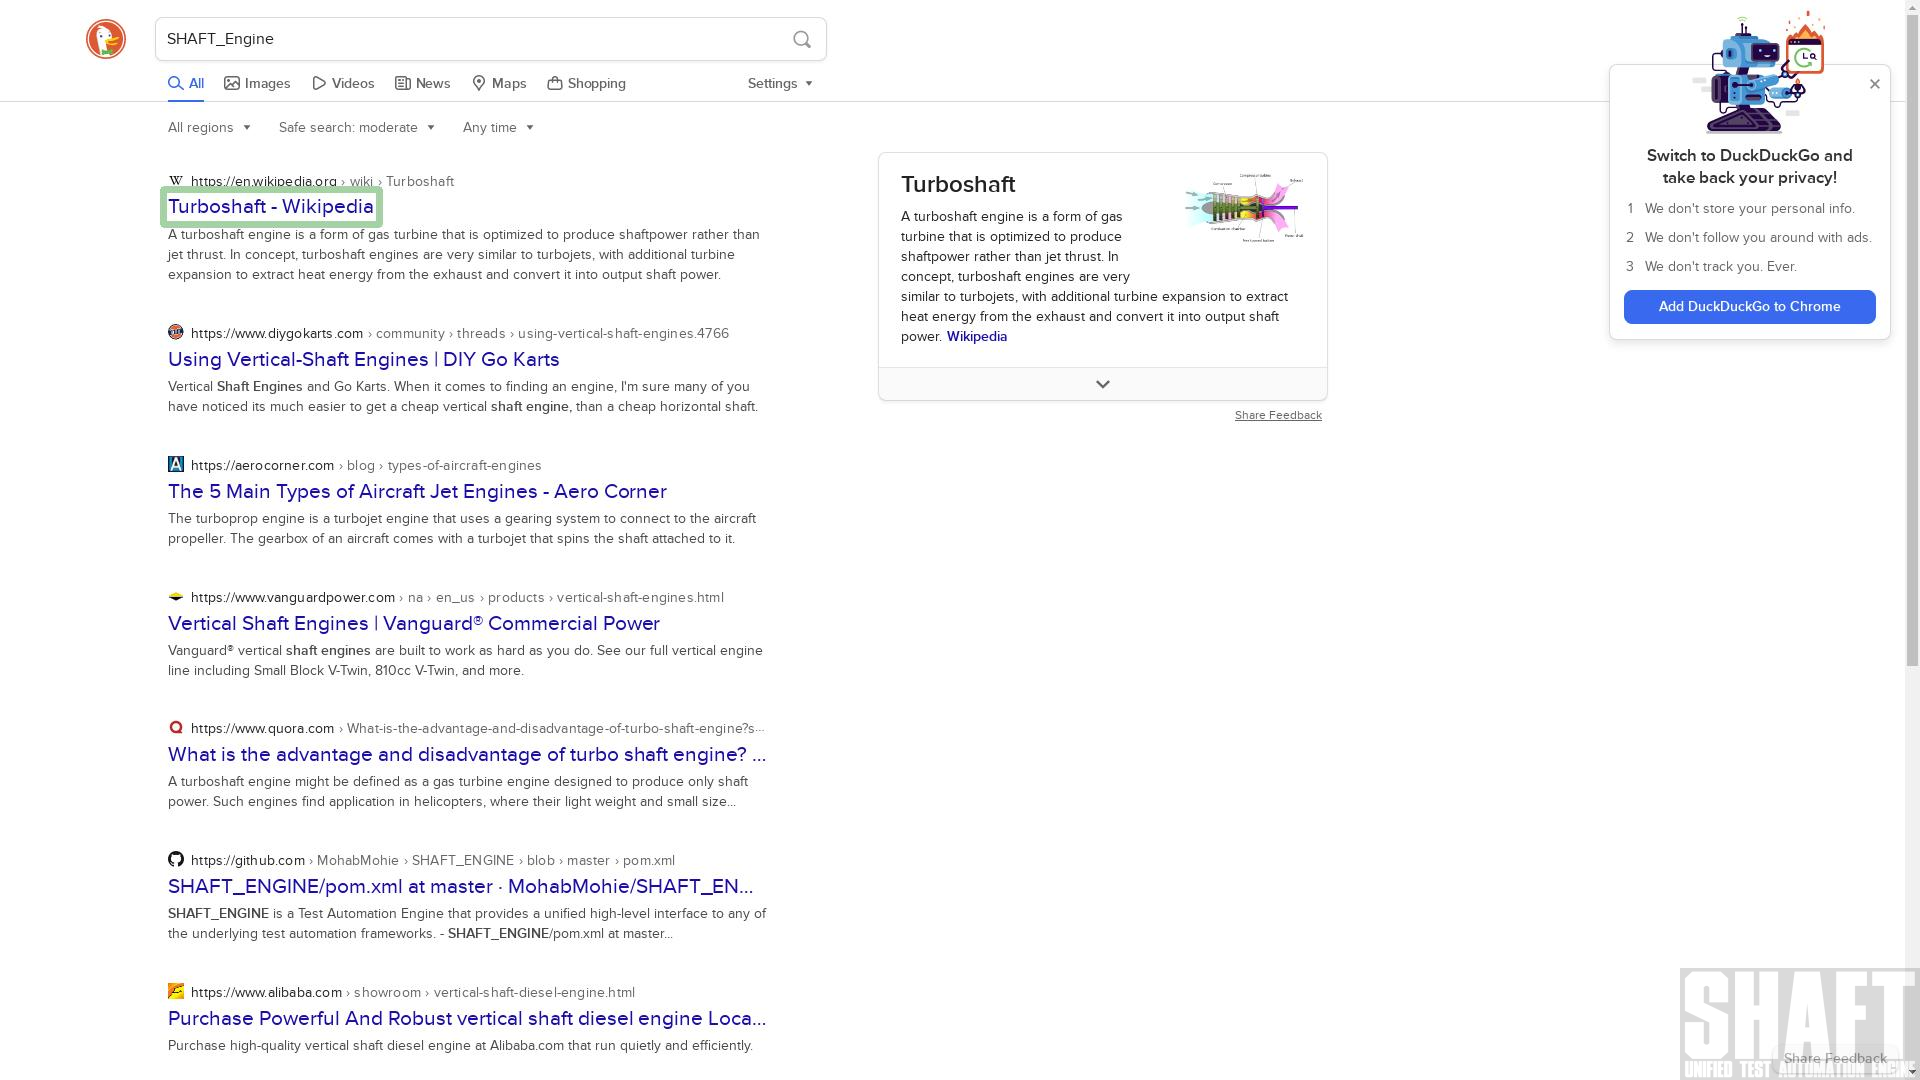 SHAFT_Engine
All Images Videos News Maps Shopping Settings
All regions Safe search: moderate Any time
https://en.wikipedia.org › wiki › Turboshaft
Turboshaft - Wikipedia
A turboshaft engine is a form of gas turbine that is optimized to produce shaftpower rather than
jet thrust. In concept, turboshaft engines are very similar to turbojets, with additional turbine
expansion to extract heat energy from the exhaust and convert it into output shaft power.
https://www.diygokarts.com › community › threads › using-vertical-shaft-engines.4766
Using Vertical-Shaft Engines | DIY Go Karts
Vertical Shaft Engines and Go Karts. When it comes to finding an engine, I'm sure many of you
have noticed its much easier to get a cheap vertical shaft engine, than a cheap horizontal shaft.
https://aerocorner.com › blog › types-of-aircraft-engines
The 5 Main Types of Aircraft Jet Engines - Aero Corner
The turboprop engine is a turbojet engine that uses a gearing system to connect to the aircraft
propeller. The gearbox of an aircraft comes with a turbojet that spins the shaft attached to it.
https://www.vanguardpower.com › na › en_us › products › vertical-shaft-engines.html
Vertical Shaft Engines | Vanguard® Commercial Power
Vanguard® vertical shaft engines are built to work as hard as you do. See our full vertical engine
line including Small Block V-Twin, 810cc V-Twin, and more.
https://www.quora.com › What-is-the-advantage-and-disadvantage-of-turbo-shaft-engine?s...
What is the advantage and disadvantage of turbo shaft engine? ...
A turboshaft engine might be defined as a gas turbine engine designed to produce only shaft
power. Such engines find application in helicopters, where their light weight and small size...
https://github.com › MohabMohie › SHAFT_ENGINE › blob › master › pom.xml
SHAFT_ENGINE/pom.xml at master · MohabMohie/SHAFT_EN...
SHAFT_ENGINE is a Test Automation Engine that provides a unified high-level interface to any of
the underlying test automation frameworks. - SHAFT_ENGINE/pom.xml at master...
https://www.alibaba.com › showroom › vertical-shaft-diesel-engine.html
Purchase Powerful And Robust vertical shaft diesel engine Loca...
Purchase high-quality vertical shaft diesel engine at Alibaba.com that run quietly and efficiently.
Turboshaft
A turboshaft engine is a form of gas
turbine that is optimized to produce
shaftpower rather than jet thrust. In
concept, turboshaft engines are very
similar to turbojets, with additional turbine expansion to extract
heat energy from the exhaust and convert it into output shaft
power. Wikipedia
Share Feedback
Switch to DuckDuckGo and
take back your privacy!
1 We don't store your personal info.
2 We don't follow you around with ads.
3 We don't track you. Ever.
Add DuckDuckGo to Chrome
SHAFT
Share Feedback
UNIFIED TEST AUTOMATION ENGINE